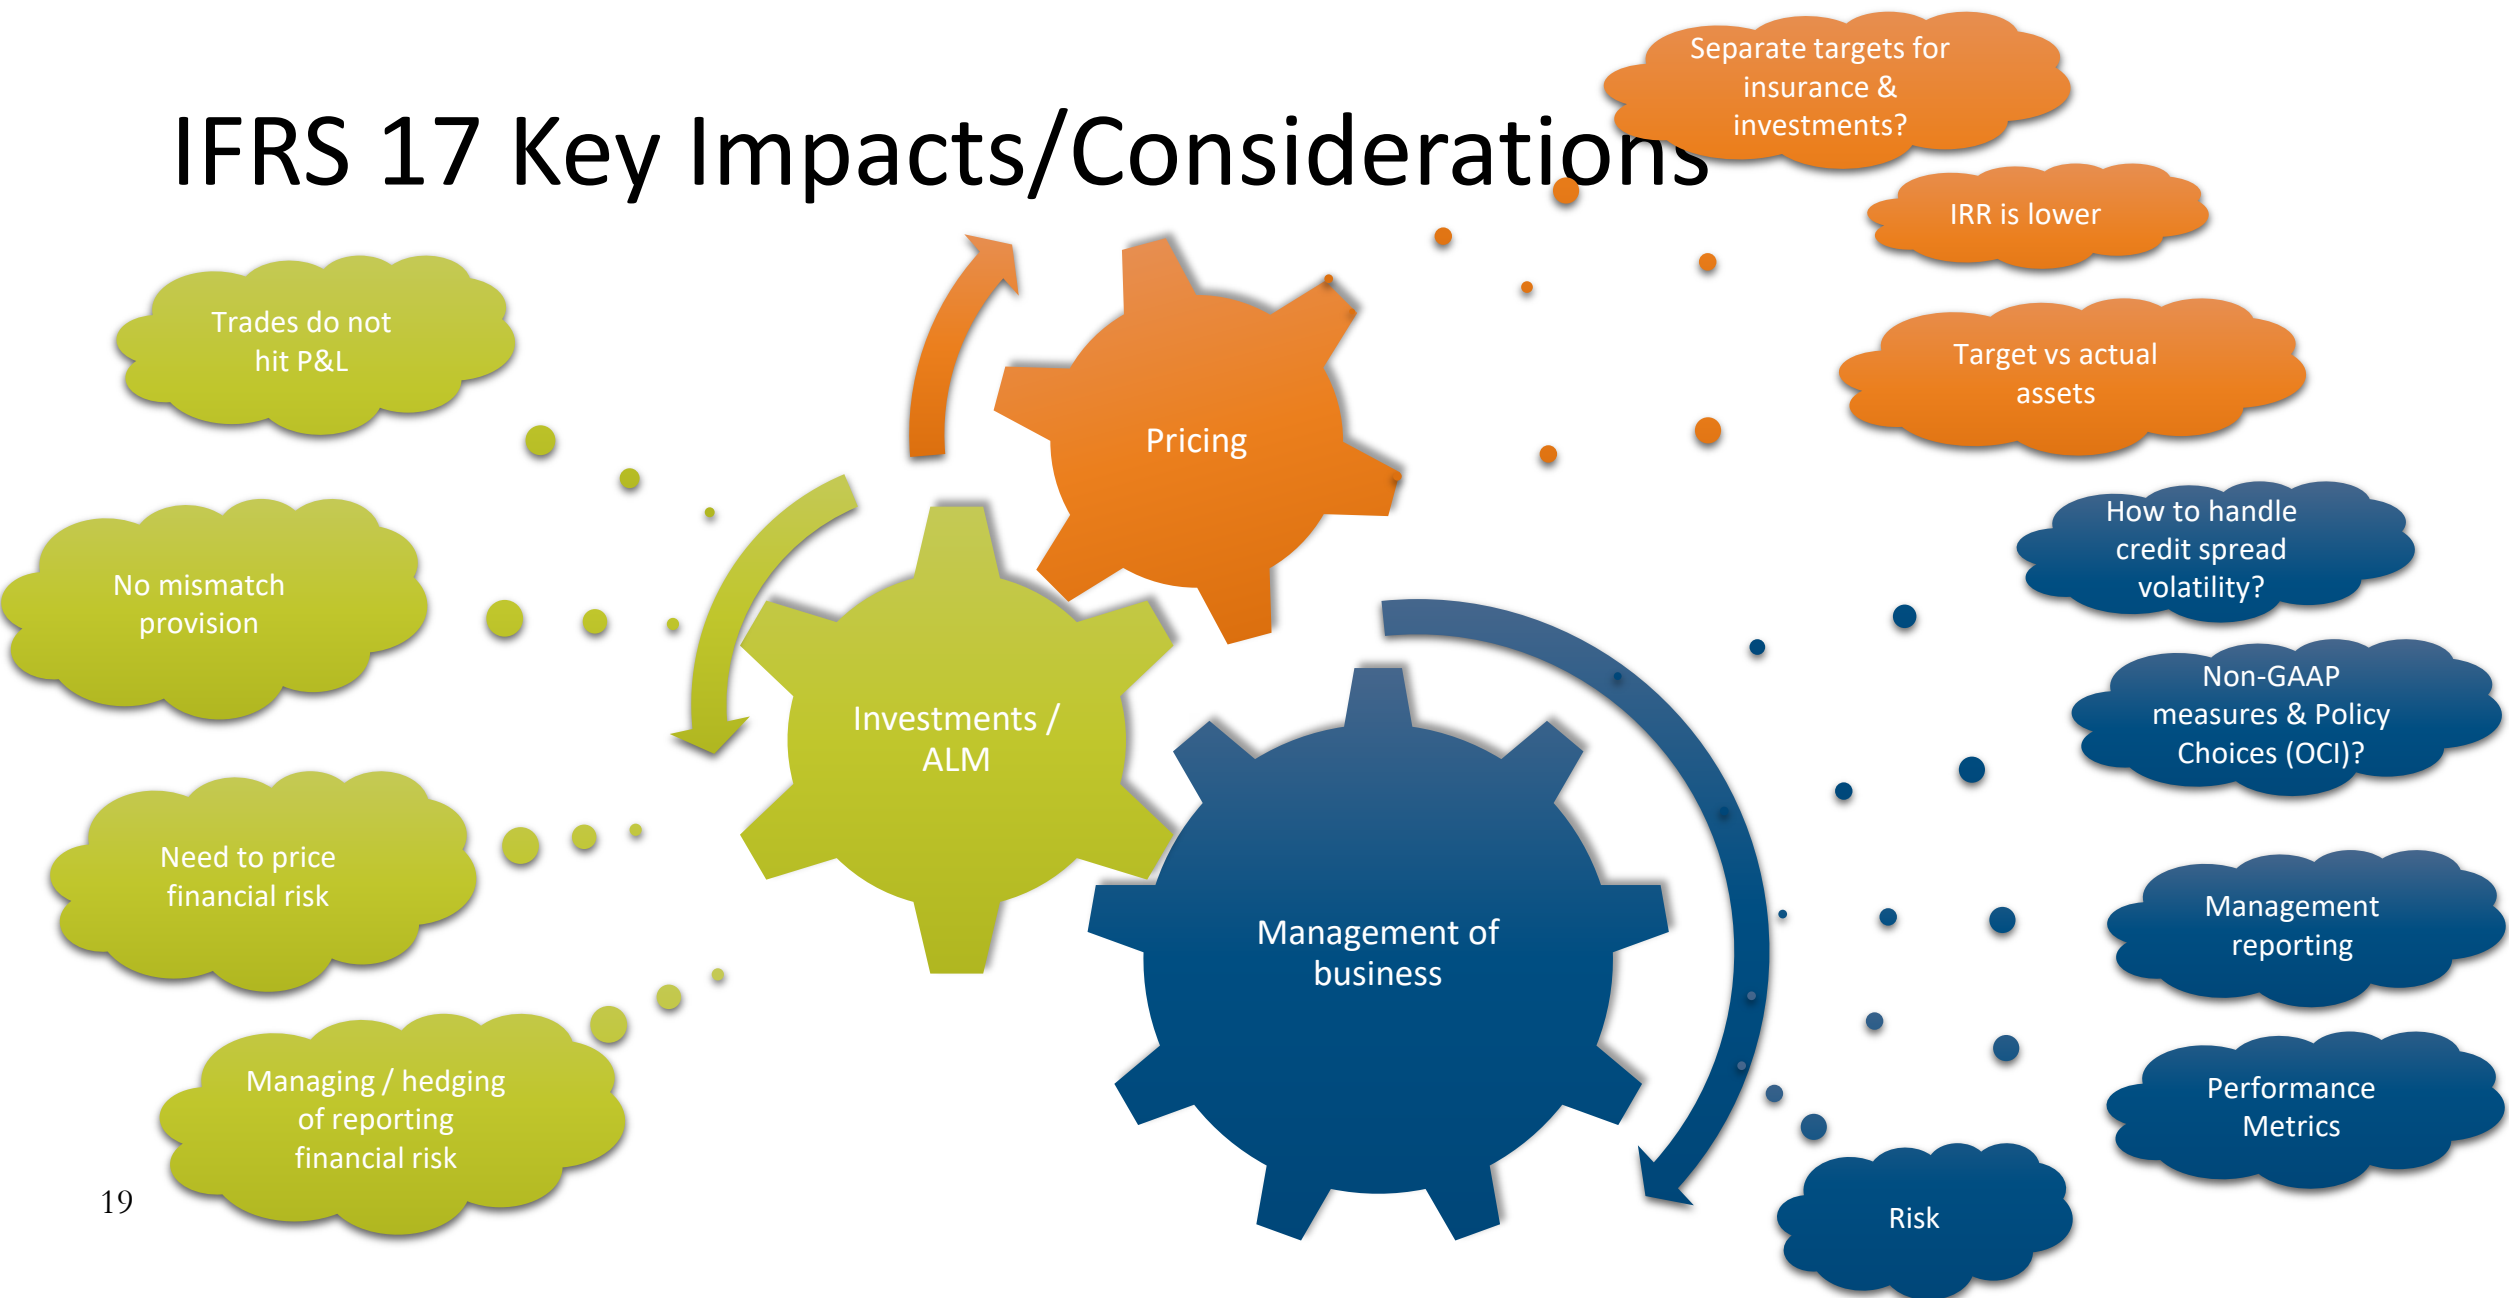 IFRS 17 Key Impacts/Considerations
Separate targets for
insurance &
investments?
IRR is lower
Target vs actual
assets
Pricing
Trades do not
hit P&L
No mismatch
provision
Need to price
financial risk
Managing / hedging
of reporting
financial risk
Investments /
ALM
Management of
business
How to handle
credit spread
volatility?
Non-GAAP
measures & Policy
Choices (OCI)?
Management
reporting
Performance
Metrics
Risk
19